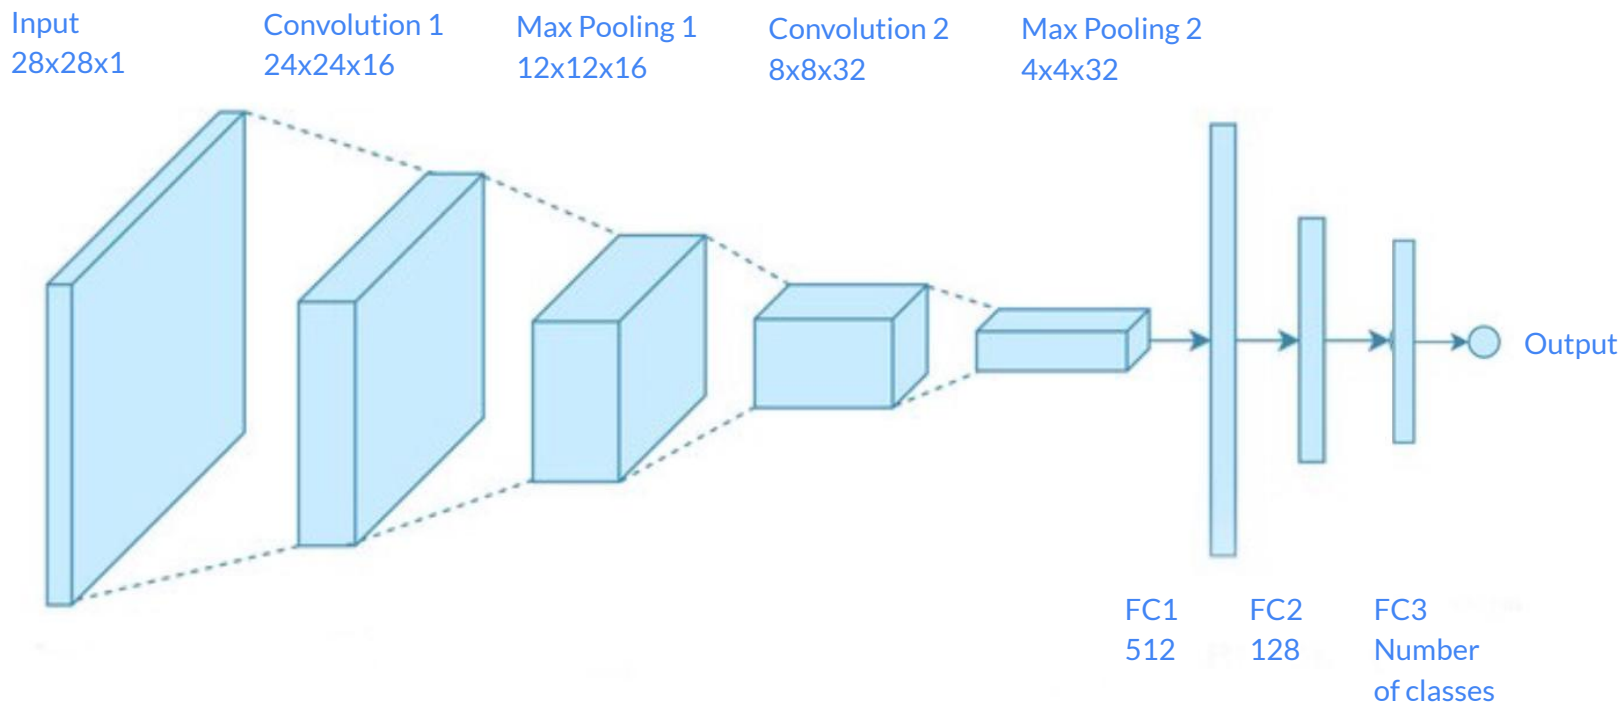 Input
28x28x1
Convolution 1
24x24x16
Max Pooling 1
12x12x16
Convolution 2
8x8x32
Max Pooling 2
4x4x32
Output
FC1
512
FC2
128
FC3
Number
of classes